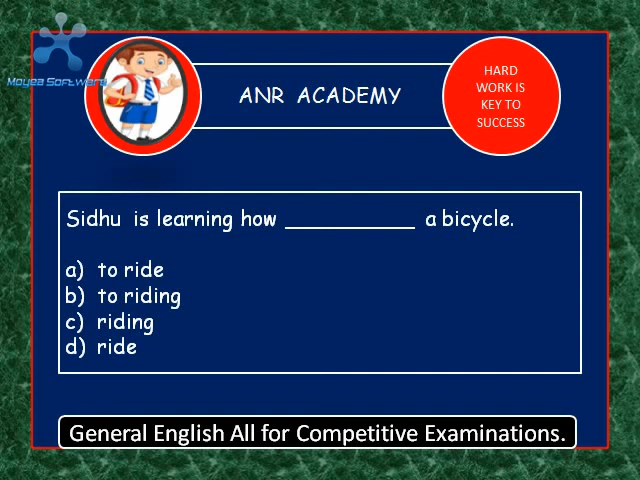 Moyea Software
ANR ACADEMY
HARD
WORK IS
KEY TO
SUCCESS
Sidhu is learning how ___________ a bicycle.
a) to ride
b) to riding
c) riding
d) ride
General English All for Competitive Examinations.